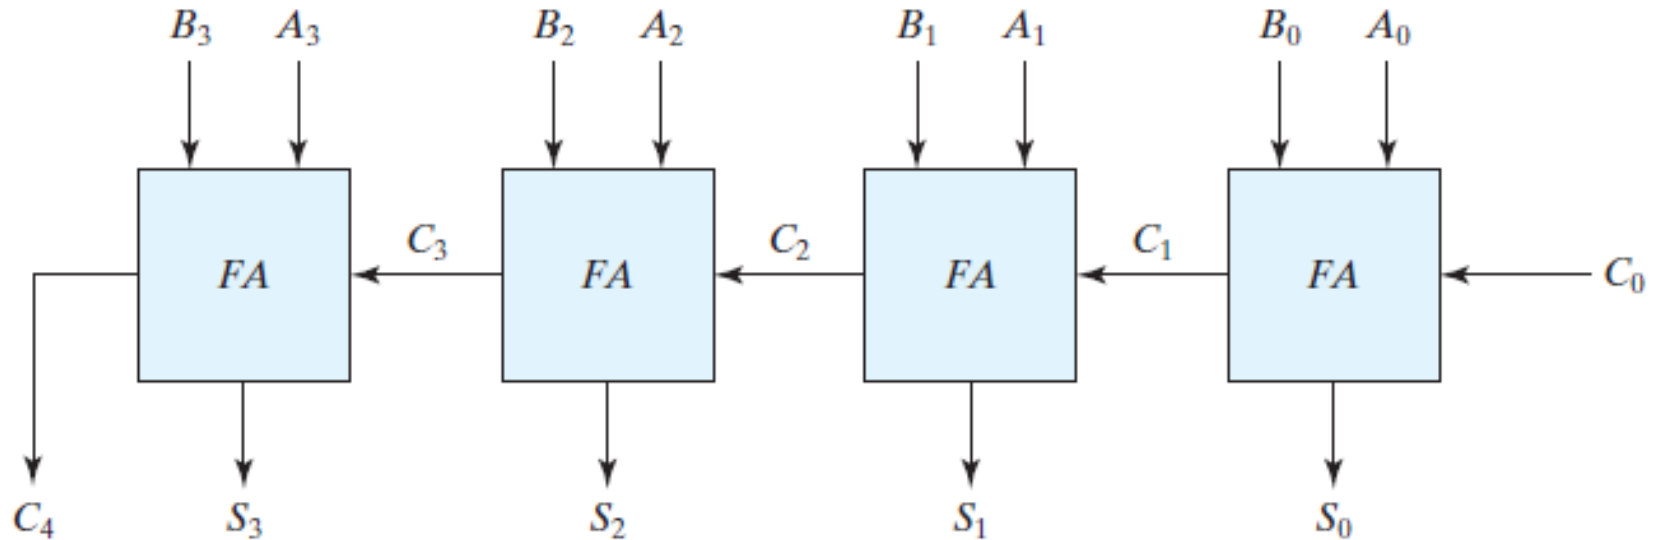 B₃ A₃ B₂ A₂ B₁ A₁ B₀ A₀
C₃ C₂ C₁
FA FA FA FA C₀
C₄ S₃ S₂ S₁ S₀